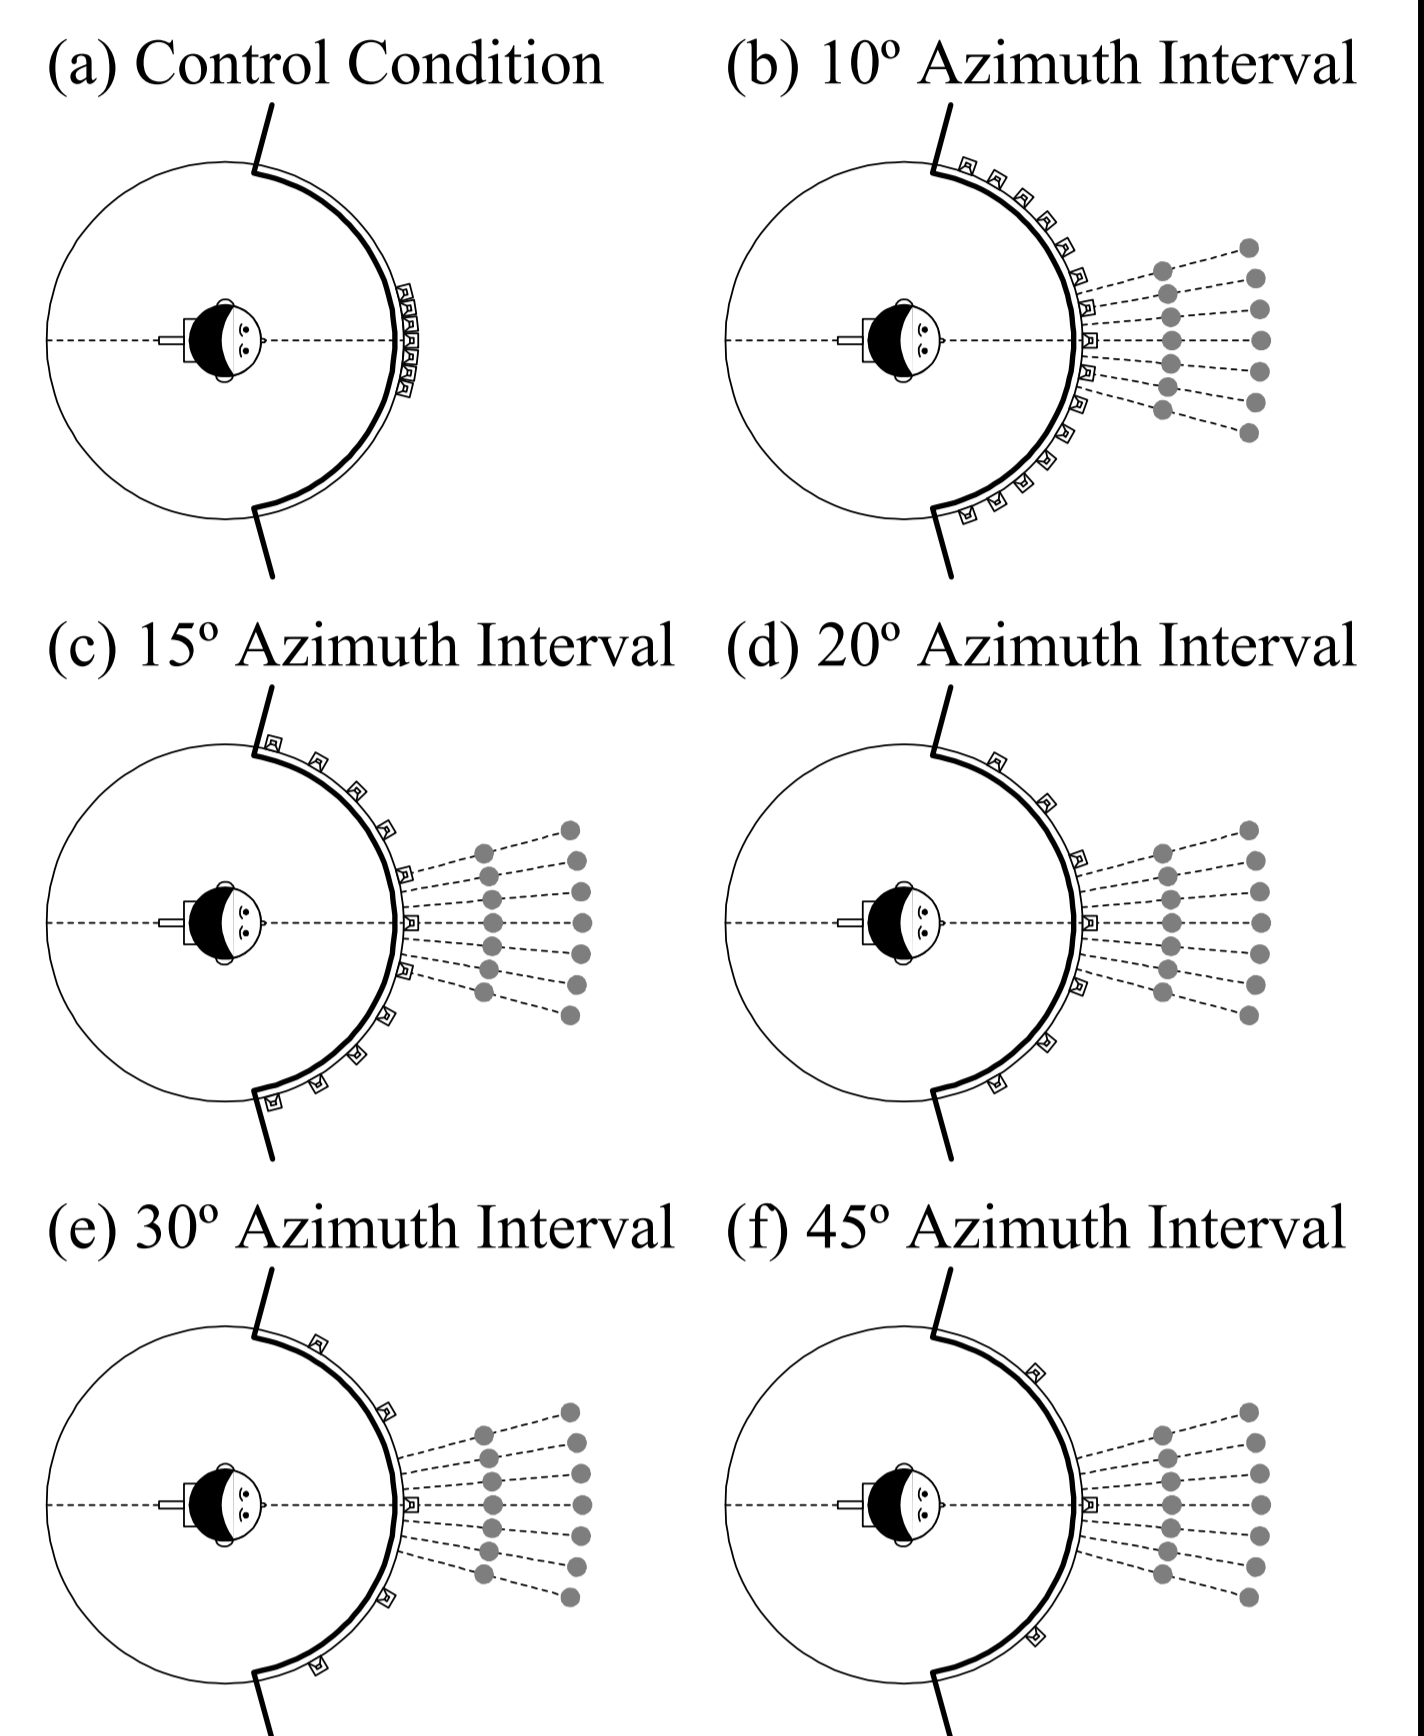 (a) Control Condition
(b) 10º Azimuth Interval
(c) 15º Azimuth Interval
(d) 20º Azimuth Interval
(e) 30º Azimuth Interval
(f) 45º Azimuth Interval